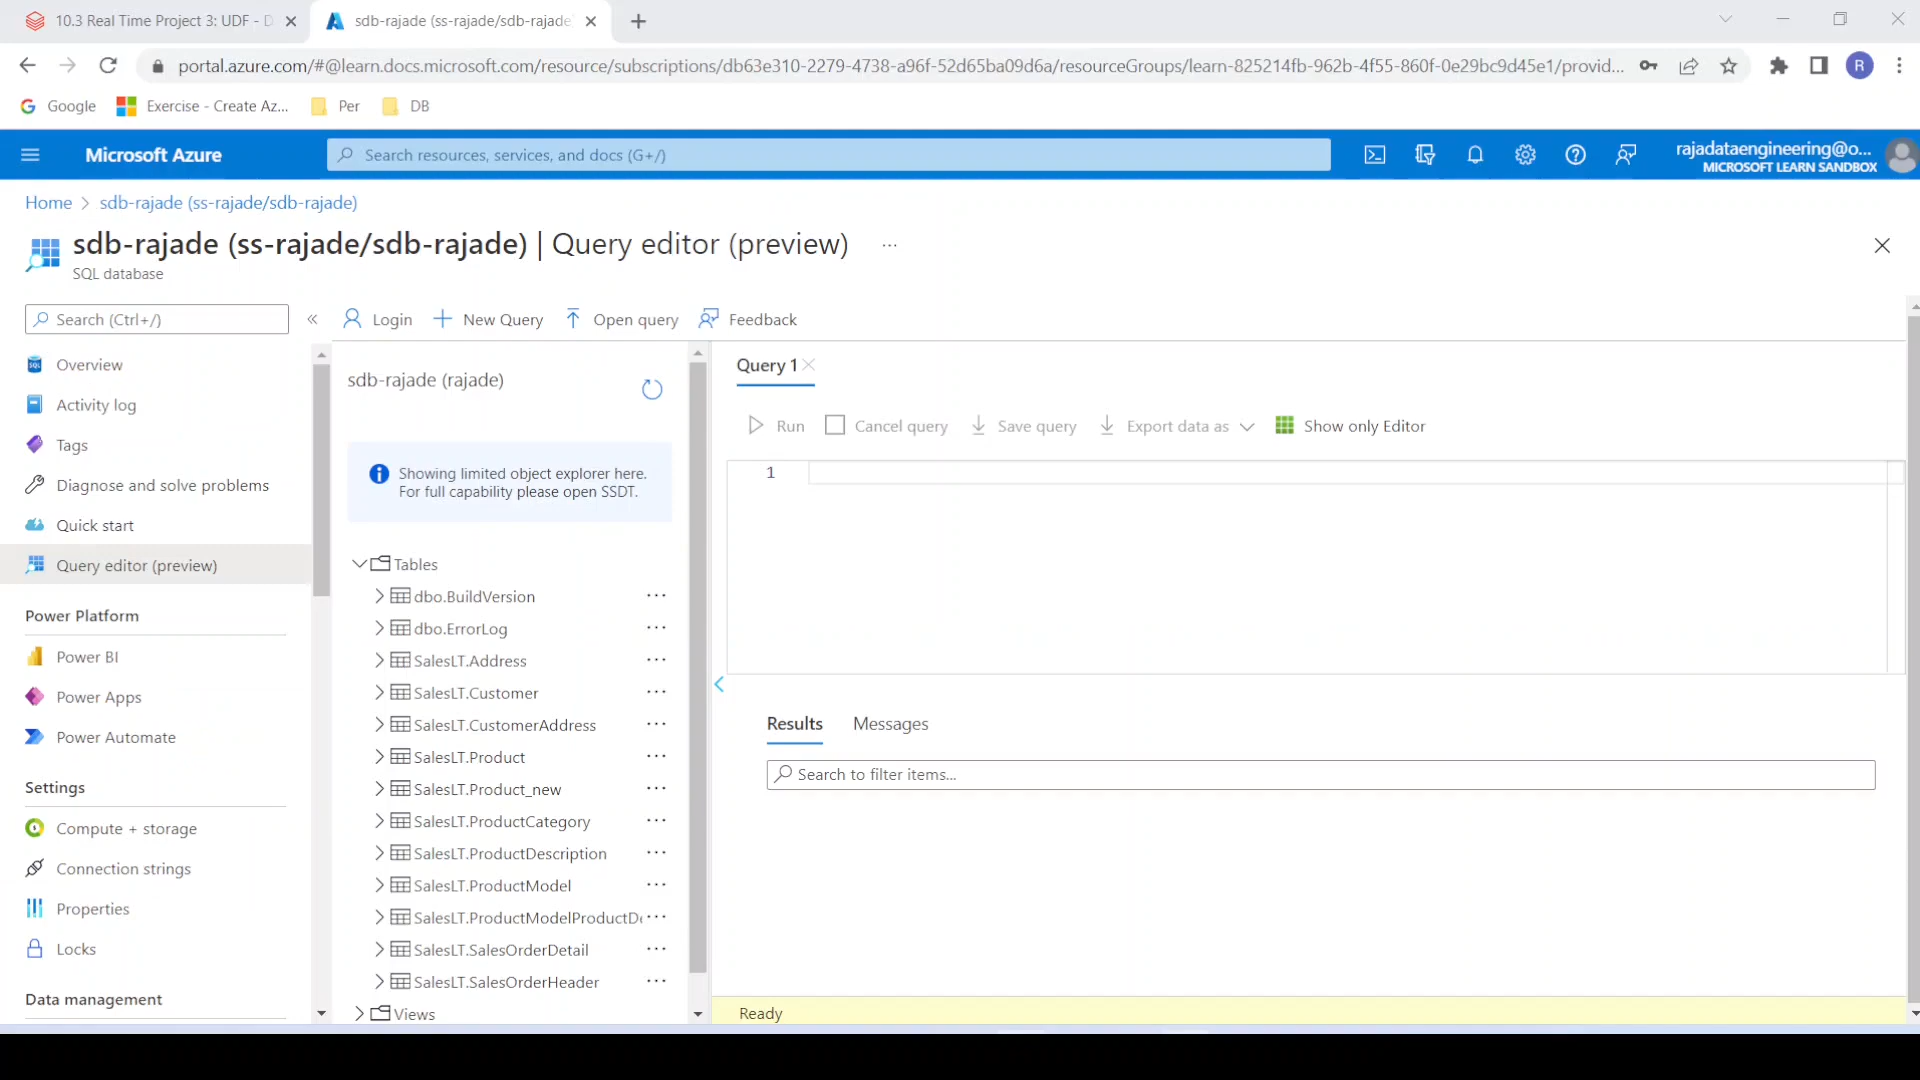 10.3 Real Time Project 3: UDF - D
sdb-rajade (ss-rajade/sdb-rajade
portal.azure.com/#@learn.docs.microsoft.com/resource/subscriptions/db63e310-2279-4738-a96f-52d65ba09d6a/resourceGroups/learn-825214fb-962b-4f55-860f-0e29bc9d45e1/provid...
R
Google
Exercise - Create Az...
Per
DB
Microsoft Azure
Search resources, services, and docs (G+/)
rajadataengineering@o...
MICROSOFT LEARN SANDBOX
Home > sdb-rajade (ss-rajade/sdb-rajade)
sdb-rajade (ss-rajade/sdb-rajade) | Query editor (preview) ...
SQL database
Search (Ctrl+/)
«
Overview
Activity log
Tags
Diagnose and solve problems
Quick start
Query editor (preview)
Power Platform
Power BI
Power Apps
Power Automate
Settings
Compute + storage
Connection strings
Properties
Locks
Data management
Login
New Query
Open query
Feedback
sdb-rajade (rajade)
Showing limited object explorer here.
For full capability please open SSDT.
Tables
dbo.BuildVersion ...
dbo.ErrorLog ...
SalesLT.Address ...
SalesLT.Customer ...
SalesLT.CustomerAddress ...
SalesLT.Product ...
SalesLT.Product_new ...
SalesLT.ProductCategory ...
SalesLT.ProductDescription ...
SalesLT.ProductModel ...
SalesLT.ProductModelProductDe ...
SalesLT.SalesOrderDetail ...
SalesLT.SalesOrderHeader ...
Views
Query 1
Run
Cancel query
Save query
Export data as
Show only Editor
1
Results
Messages
Search to filter items...
Ready